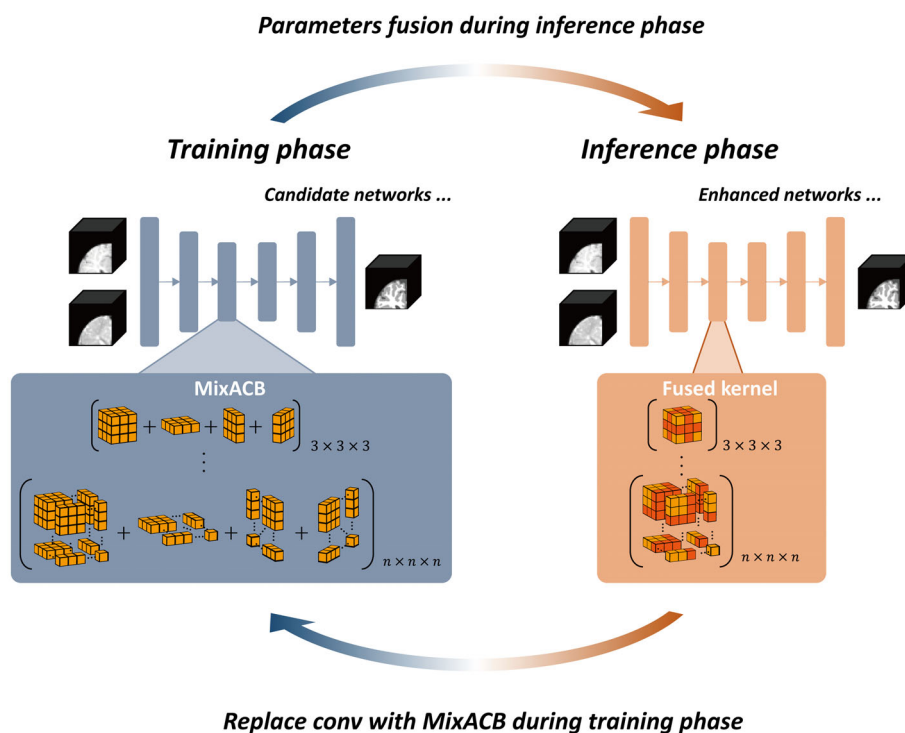 Parameters fusion during inference phase
Training phase
Inference phase
Candidate networks ...
Enhanced networks ...
MixACB
Fused kernel
+ + +
3 × 3 × 3
3 × 3 × 3
+ + +
n × n × n
n × n × n
Replace conv with MixACB during training phase